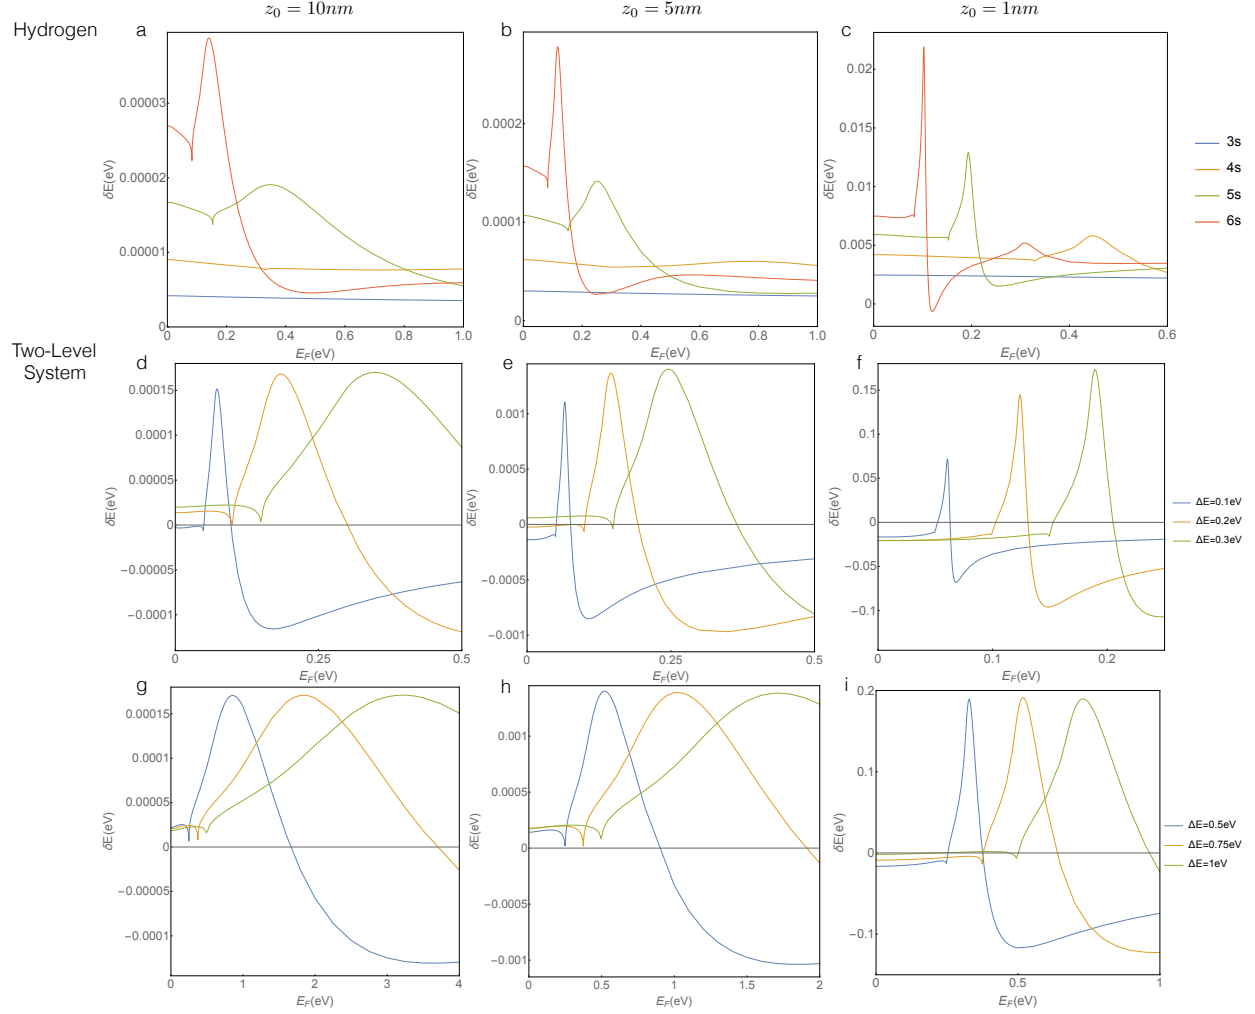 z₀ = 10nm
z₀ = 5nm
z₀ = 1nm
Hydrogen
a
0.00003
0.00002
0.00001
0
δE(eV)
0 0.2 0.4 0.6 0.8 1.0
E_F(eV)
b
0.0002
0.0001
0
δE(eV)
0 0.2 0.4 0.6 0.8 1.0
E_F(eV)
c
0.02
0.015
0.01
0.005
0
δE(eV)
0 0.2 0.4 0.6
E_F(eV)
3s
4s
5s
6s
Two-Level
System
d
0.00015
0.0001
0.00005
0
−0.00005
−0.0001
δE(eV)
0 0.25 0.5
E_F(eV)
e
0.001
0.0005
0
−0.0005
−0.001
δE(eV)
0 0.25 0.5
E_F(eV)
f
0.15
0.1
0.05
0
−0.05
−0.1
δE(eV)
0 0.1 0.2
E_F(eV)
ΔE=0.1eV
ΔE=0.2eV
ΔE=0.3eV
g
0.00015
0.0001
0.00005
0
−0.00005
−0.0001
δE(eV)
0 1 2 3 4
E_F(eV)
h
0.001
0.0005
0
−0.0005
−0.001
δE(eV)
0 0.5 1 1.5 2
E_F(eV)
i
0.2
0.1
0
−0.1
δE(eV)
0 0.5 1
E_F(eV)
ΔE=0.5eV
ΔE=0.75eV
ΔE=1eV